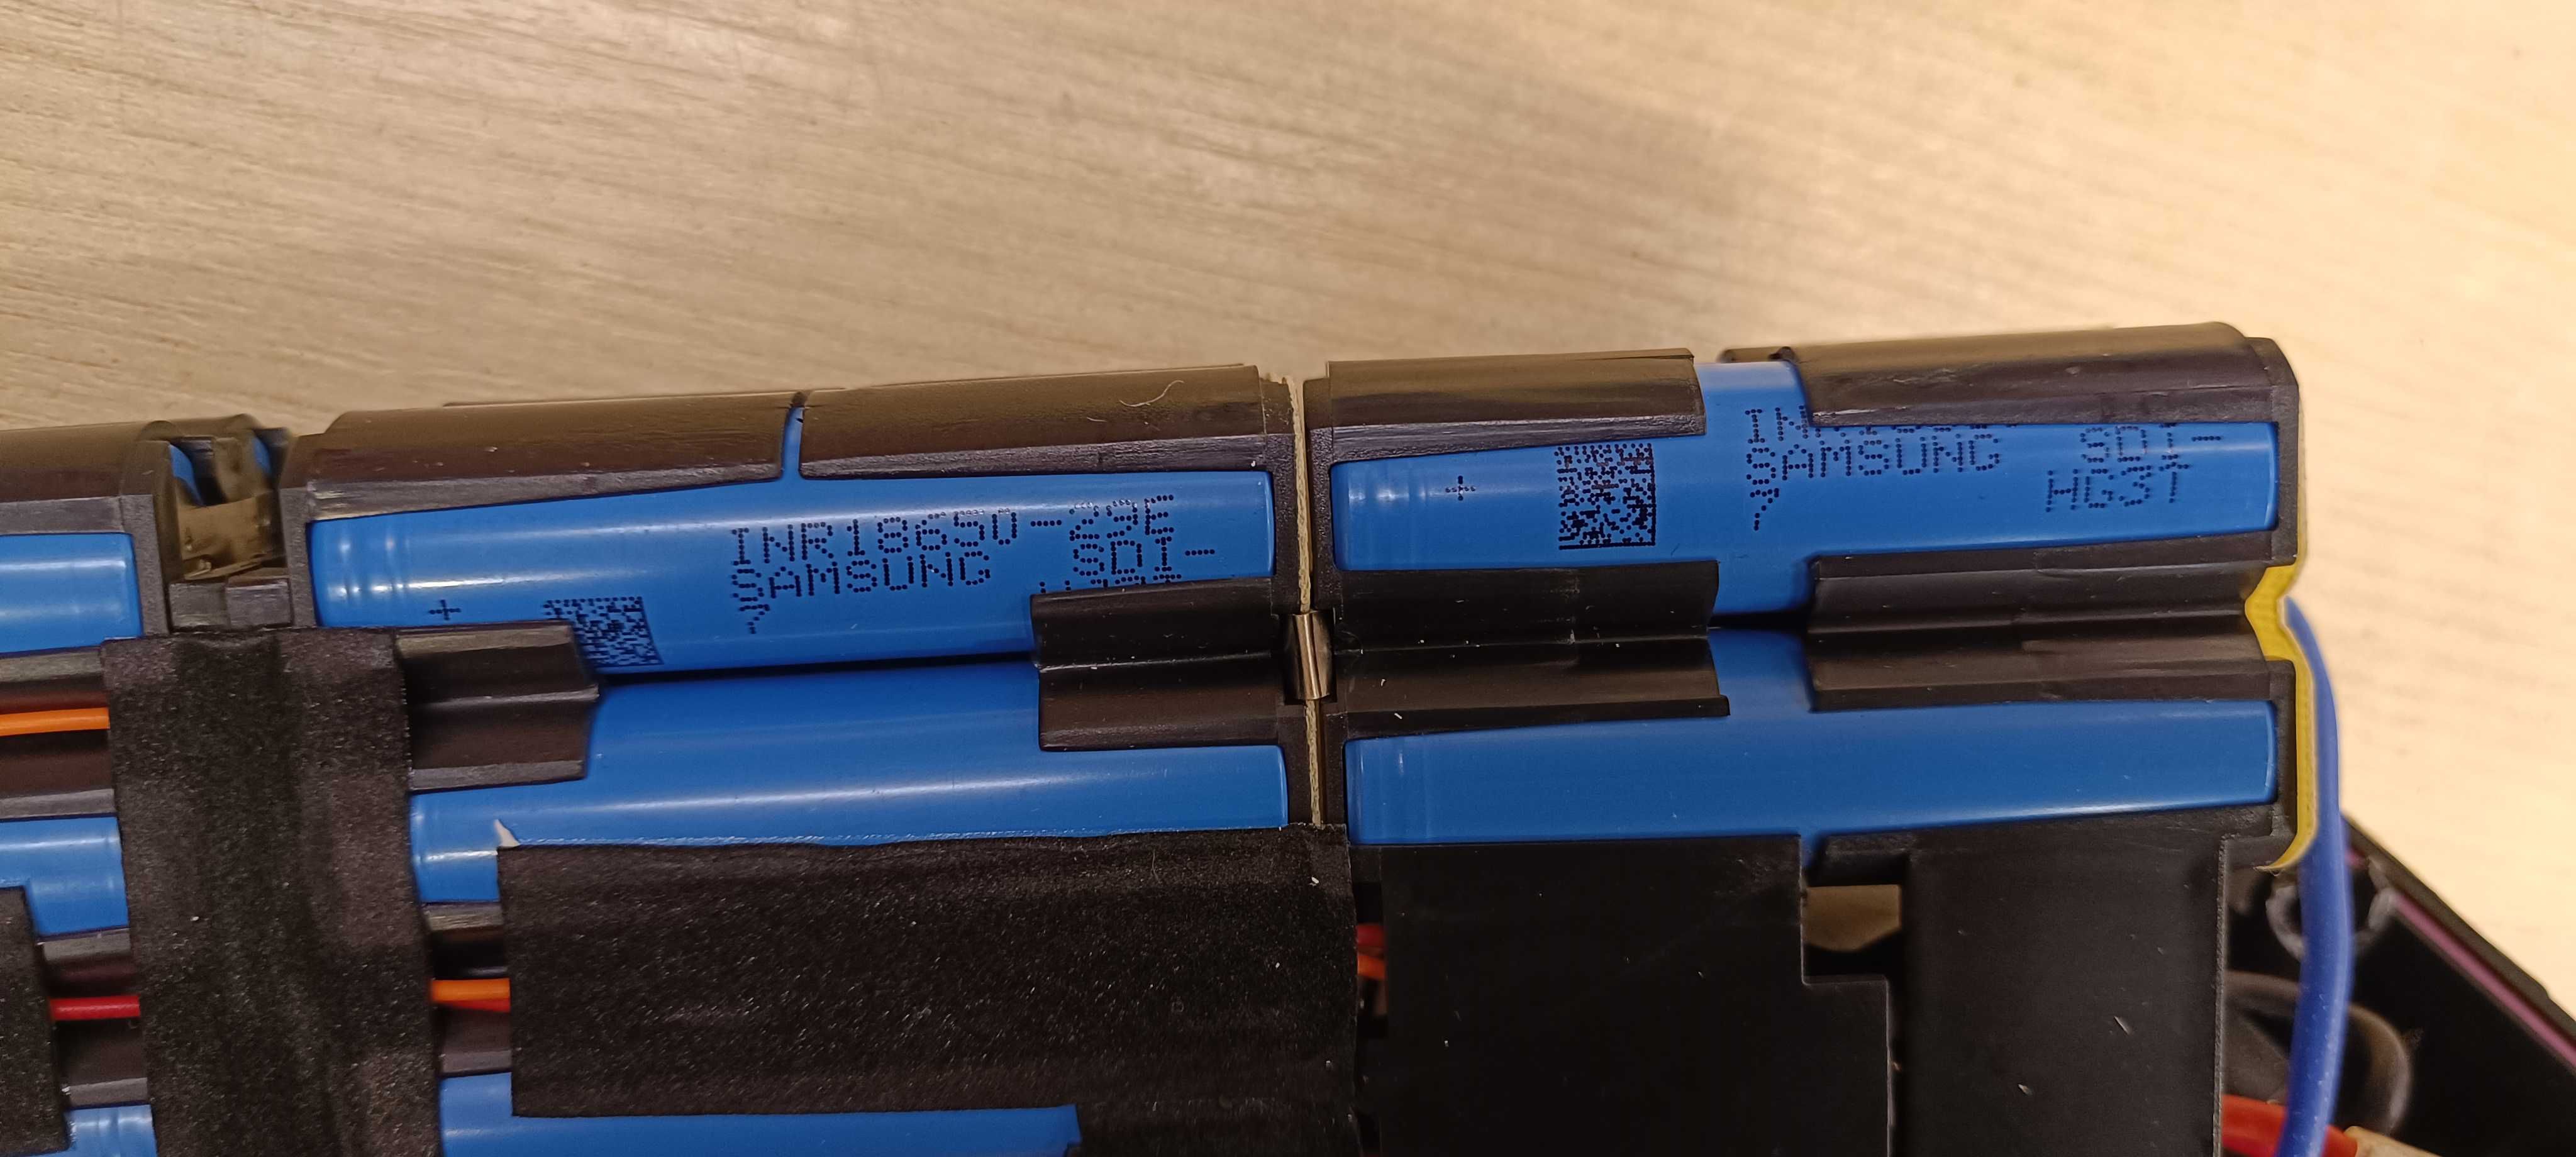 +
INR18650-29E
SAMSUNG SDI-
7
+
SAMSUNG SDI-
7 HG3T